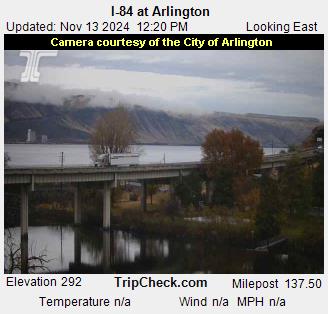 I-84 at Arlington
Updated: Nov 13 2024 12:20 PM Looking East
Camera courtesy of the City of Arlington
Elevation 292 TripCheck.com Milepost 137.50
Temperature n/a Wind n/a MPH n/a